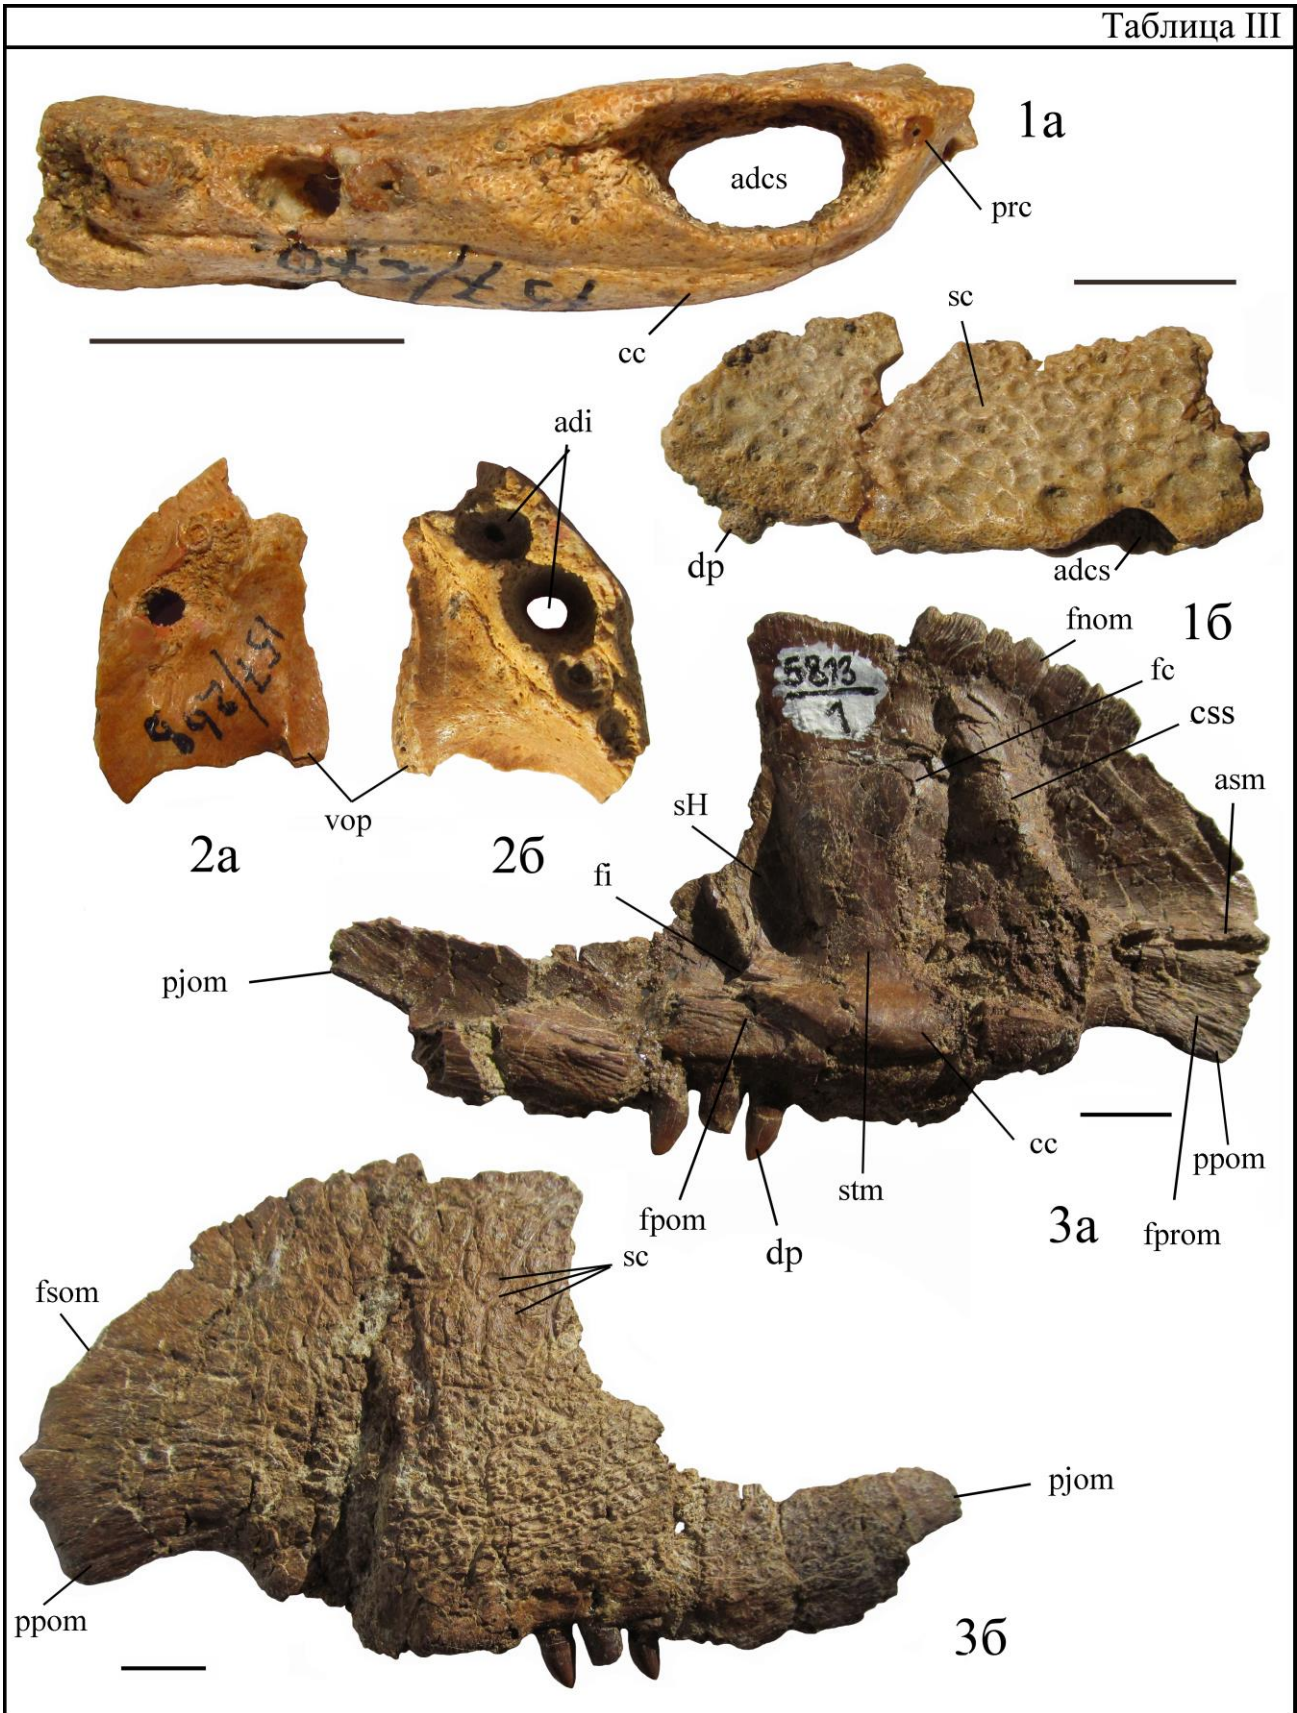 Таблица III
1а
adcs
prc
cc
sc
adi
dp
adcs
1б
vop
2а
2б
5813
1
fnom
fc
css
asm
sH
fi
pjom
cc
ppom
stm
fpom
dp
3а
fprom
sc
fsom
pjom
ppom
3б